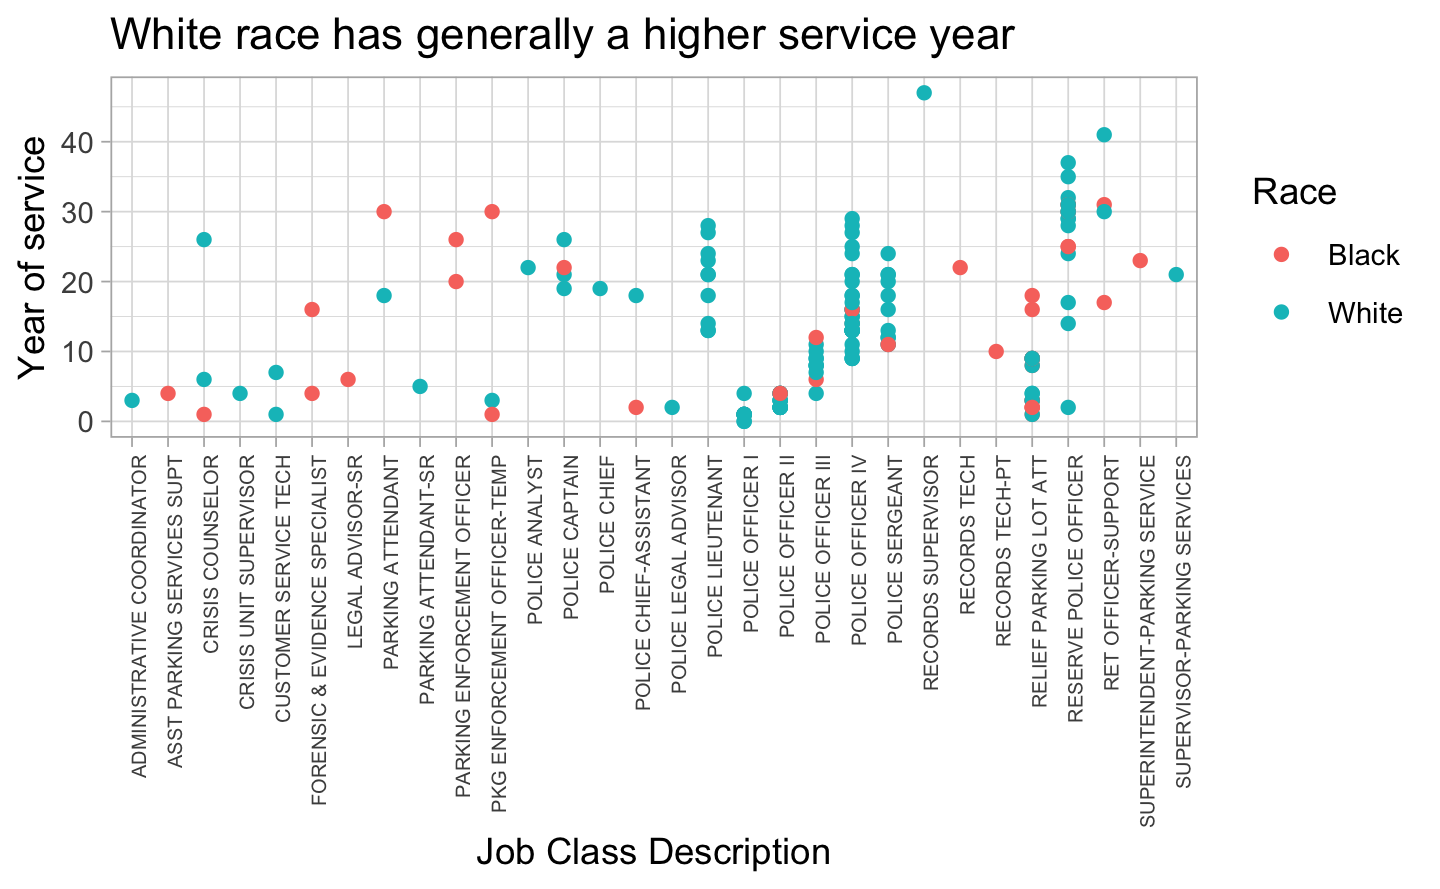 White race has generally a higher service year
Year of service
40
30
20
10
0
ADMINISTRATIVE COORDINATOR
ASST PARKING SERVICES SUPT
CRISIS COUNSELOR
CRISIS UNIT SUPERVISOR
CUSTOMER SERVICE TECH
FORENSIC & EVIDENCE SPECIALIST
LEGAL ADVISOR-SR
PARKING ATTENDANT
PARKING ATTENDANT-SR
PARKING ENFORCEMENT OFFICER
PKG ENFORCEMENT OFFICER-TEMP
POLICE ANALYST
POLICE CAPTAIN
POLICE CHIEF
POLICE CHIEF-ASSISTANT
POLICE LEGAL ADVISOR
POLICE LIEUTENANT
POLICE OFFICER I
POLICE OFFICER II
POLICE OFFICER III
POLICE OFFICER IV
POLICE SERGEANT
RECORDS SUPERVISOR
RECORDS TECH
RECORDS TECH-PT
RELIEF PARKING LOT ATT
RESERVE POLICE OFFICER
RET OFFICER-SUPPORT
SUPERINTENDENT-PARKING SERVICE
SUPERVISOR-PARKING SERVICES
Job Class Description
Race
Black
White